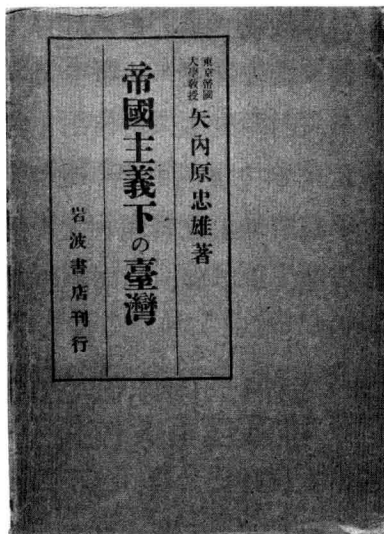 東京帝國
大學敎授
矢內原忠雄著
帝國主義下の臺灣
岩波書店刊行